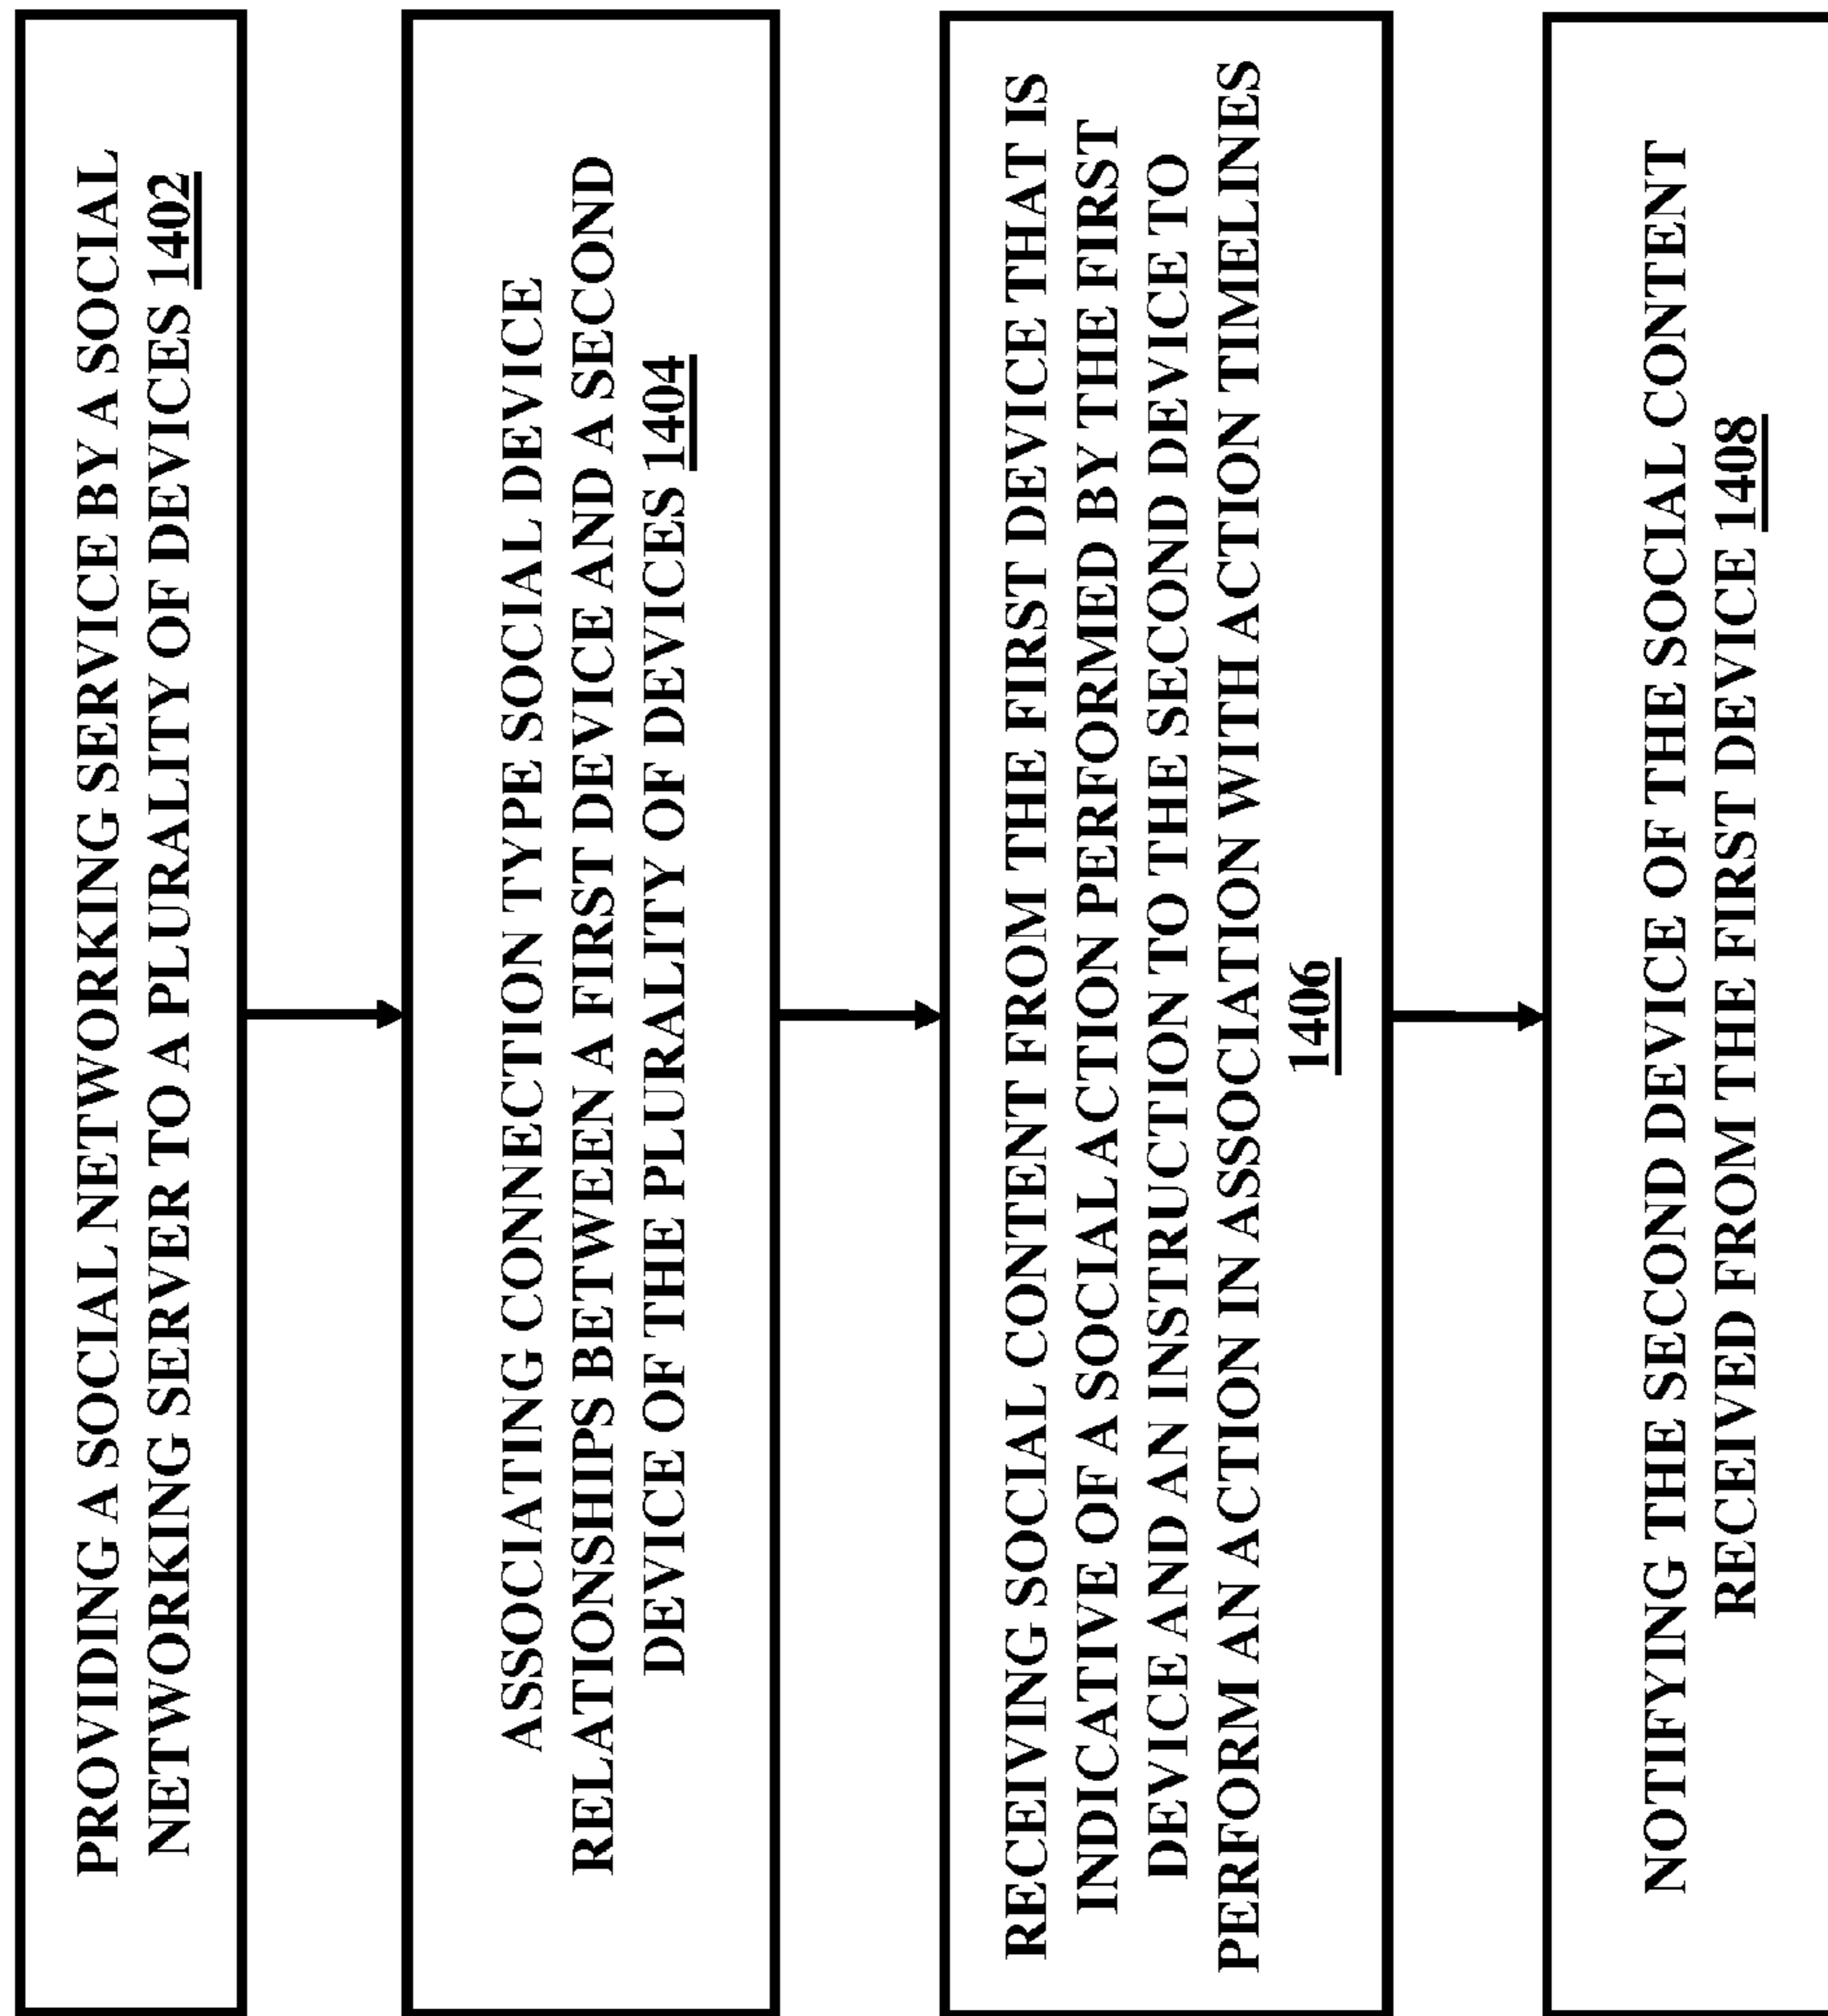 PROVIDING A SOCIAL NETWORKING SERVICE BY A SOCIAL
NETWORKING SERVER TO A PLURALITY OF DEVICES 1402
ASSOCIATING CONNECTION TYPE SOCIAL DEVICE
RELATIONSHIPS BETWEEN A FIRST DEVICE AND A SECOND
DEVICE OF THE PLURALITY OF DEVICES 1404
RECEIVING SOCIAL CONTENT FROM THE FIRST DEVICE THAT IS
INDICATIVE OF A SOCIAL ACTION PERFORMED BY THE FIRST
DEVICE AND AN INSTRUCTION TO THE SECOND DEVICE TO
PERFORM AN ACTION IN ASSOCIATION WITH ACTION TIMELINES
1406
NOTIFYING THE SECOND DEVICE OF THE SOCIAL CONTENT
RECEIVED FROM THE FIRST DEVICE 1408